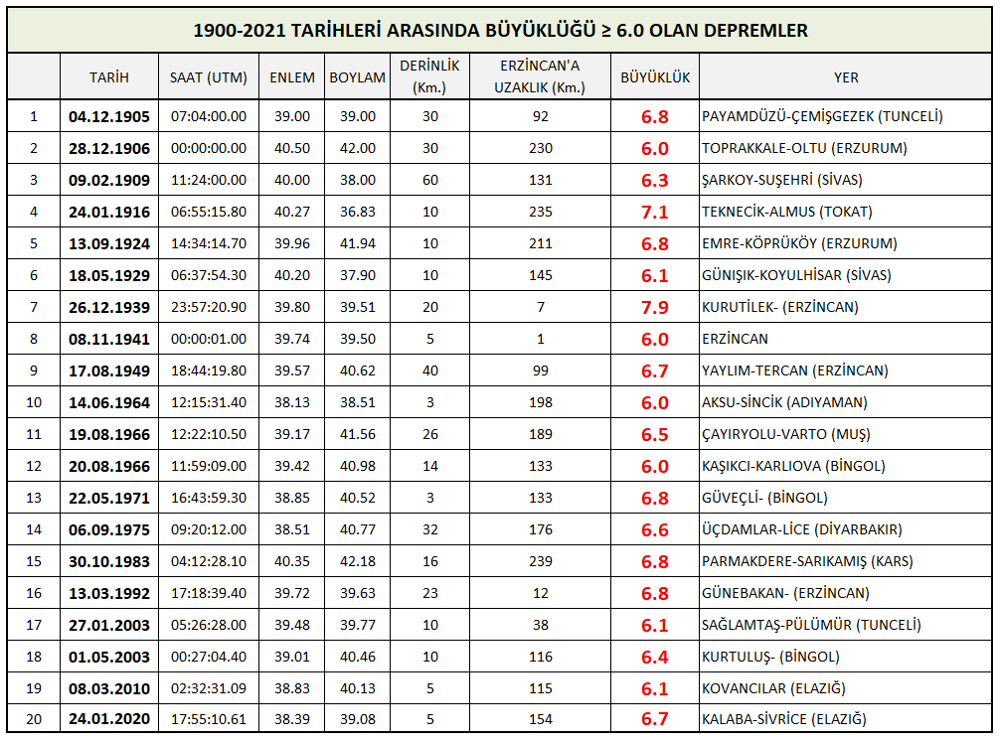 1900-2021 TARİHLERİ ARASINDA BÜYÜKLÜĞÜ ≥ 6.0 OLAN DEPREMLER
TARİH SAAT (UTM) ENLEM BOYLAM DERİNLİK (Km.) ERZİNCAN'A UZAKLIK (Km.) BÜYÜKLÜK YER
1 04.12.1905 07:04:00.00 39.00 39.00 30 92 6.8 PAYAMDÜZÜ-ÇEMİŞGEZEK (TUNCELİ)
2 28.12.1906 00:00:00.00 40.50 42.00 30 230 6.0 TOPRAKKALE-OLTU (ERZURUM)
3 09.02.1909 11:24:00.00 40.00 38.00 60 131 6.3 ŞARKOY-SUŞEHRİ (SİVAS)
4 24.01.1916 06:55:15.80 40.27 36.83 10 235 7.1 TEKNECİK-ALMUS (TOKAT)
5 13.09.1924 14:34:14.70 39.96 41.94 10 211 6.8 EMRE-KÖPRÜKÖY (ERZURUM)
6 18.05.1929 06:37:54.30 40.20 37.90 10 145 6.1 GÜNIŞIK-KOYULHİSAR (SİVAS)
7 26.12.1939 23:57:20.90 39.80 39.51 20 7 7.9 KURUTİLEK- (ERZİNCAN)
8 08.11.1941 00:00:01.00 39.74 39.50 5 1 6.0 ERZİNCAN
9 17.08.1949 18:44:19.80 39.57 40.62 40 99 6.7 YAYLIM-TERCAN (ERZİNCAN)
10 14.06.1964 12:15:31.40 38.13 38.51 3 198 6.0 AKSU-SİNCİK (ADIYAMAN)
11 19.08.1966 12:22:10.50 39.17 41.56 26 189 6.5 ÇAYIRYOLU-VARTO (MUŞ)
12 20.08.1966 11:59:09.00 39.42 40.98 14 133 6.0 KAŞIKCI-KARLIOVA (BİNGOL)
13 22.05.1971 16:43:59.30 38.85 40.52 3 133 6.8 GÜVEÇLİ- (BİNGOL)
14 06.09.1975 09:20:12.00 38.51 40.77 32 176 6.6 ÜÇDAMLAR-LİCE (DİYARBAKIR)
15 30.10.1983 04:12:28.10 40.35 42.18 16 239 6.8 PARMAKDERE-SARIKAMIŞ (KARS)
16 13.03.1992 17:18:39.40 39.72 39.63 23 12 6.8 GÜNEBAKAN- (ERZİNCAN)
17 27.01.2003 05:26:28.00 39.48 39.77 10 38 6.1 SAĞLAMTAŞ-PÜLÜMÜR (TUNCELİ)
18 01.05.2003 00:27:04.40 39.01 40.46 10 116 6.4 KURTULUŞ- (BİNGOL)
19 08.03.2010 02:32:31.09 38.83 40.13 5 115 6.1 KOVANCILAR (ELAZIĞ)
20 24.01.2020 17:55:10.61 38.39 39.08 5 154 6.7 KALABA-SİVRİCE (ELAZIĞ)